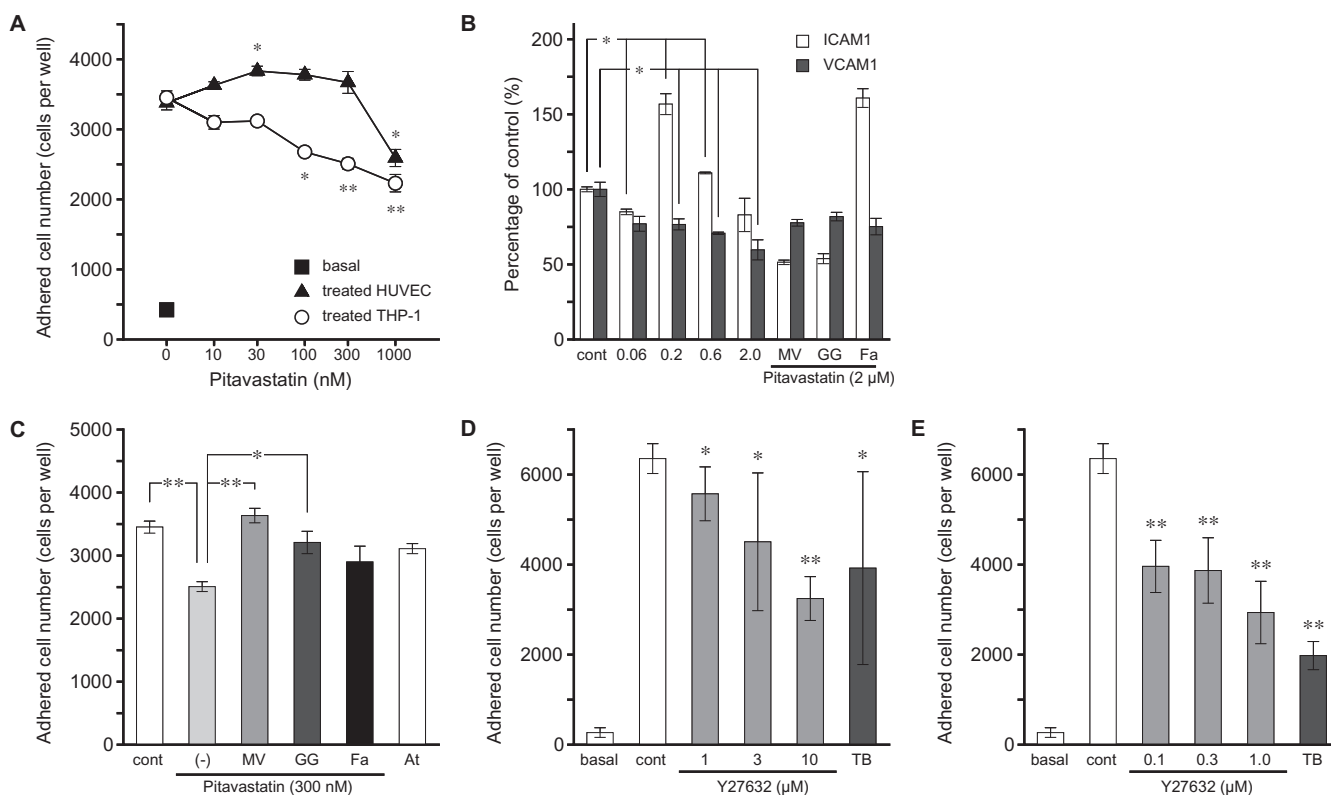 A
Adhered cell number (cells per well)
4000
3000
2000
1000
0
*
*
*
**
**
basal
treated HUVEC
treated THP-1
0 10 30 100 300 1000
Pitavastatin (nM)
B
Percentage of control (%)
200
150
100
50
0
*
*
ICAM1
VCAM1
cont 0.06 0.2 0.6 2.0 MV GG Fa
Pitavastatin (2 µM)
C
Adhered cell number (cells per well)
5000
4000
3000
2000
1000
0
*
** **
cont (-) MV GG Fa At
Pitavastatin (300 nM)
D
Adhered cell number (cells per well)
6000
4000
2000
0
* * *
**
basal cont 1 3 10 TB
Y27632 (µM)
E
Adhered cell number (cells per well)
6000
4000
2000
0
** ** **
**
basal cont 0.1 0.3 1.0 TB
Y27632 (µM)